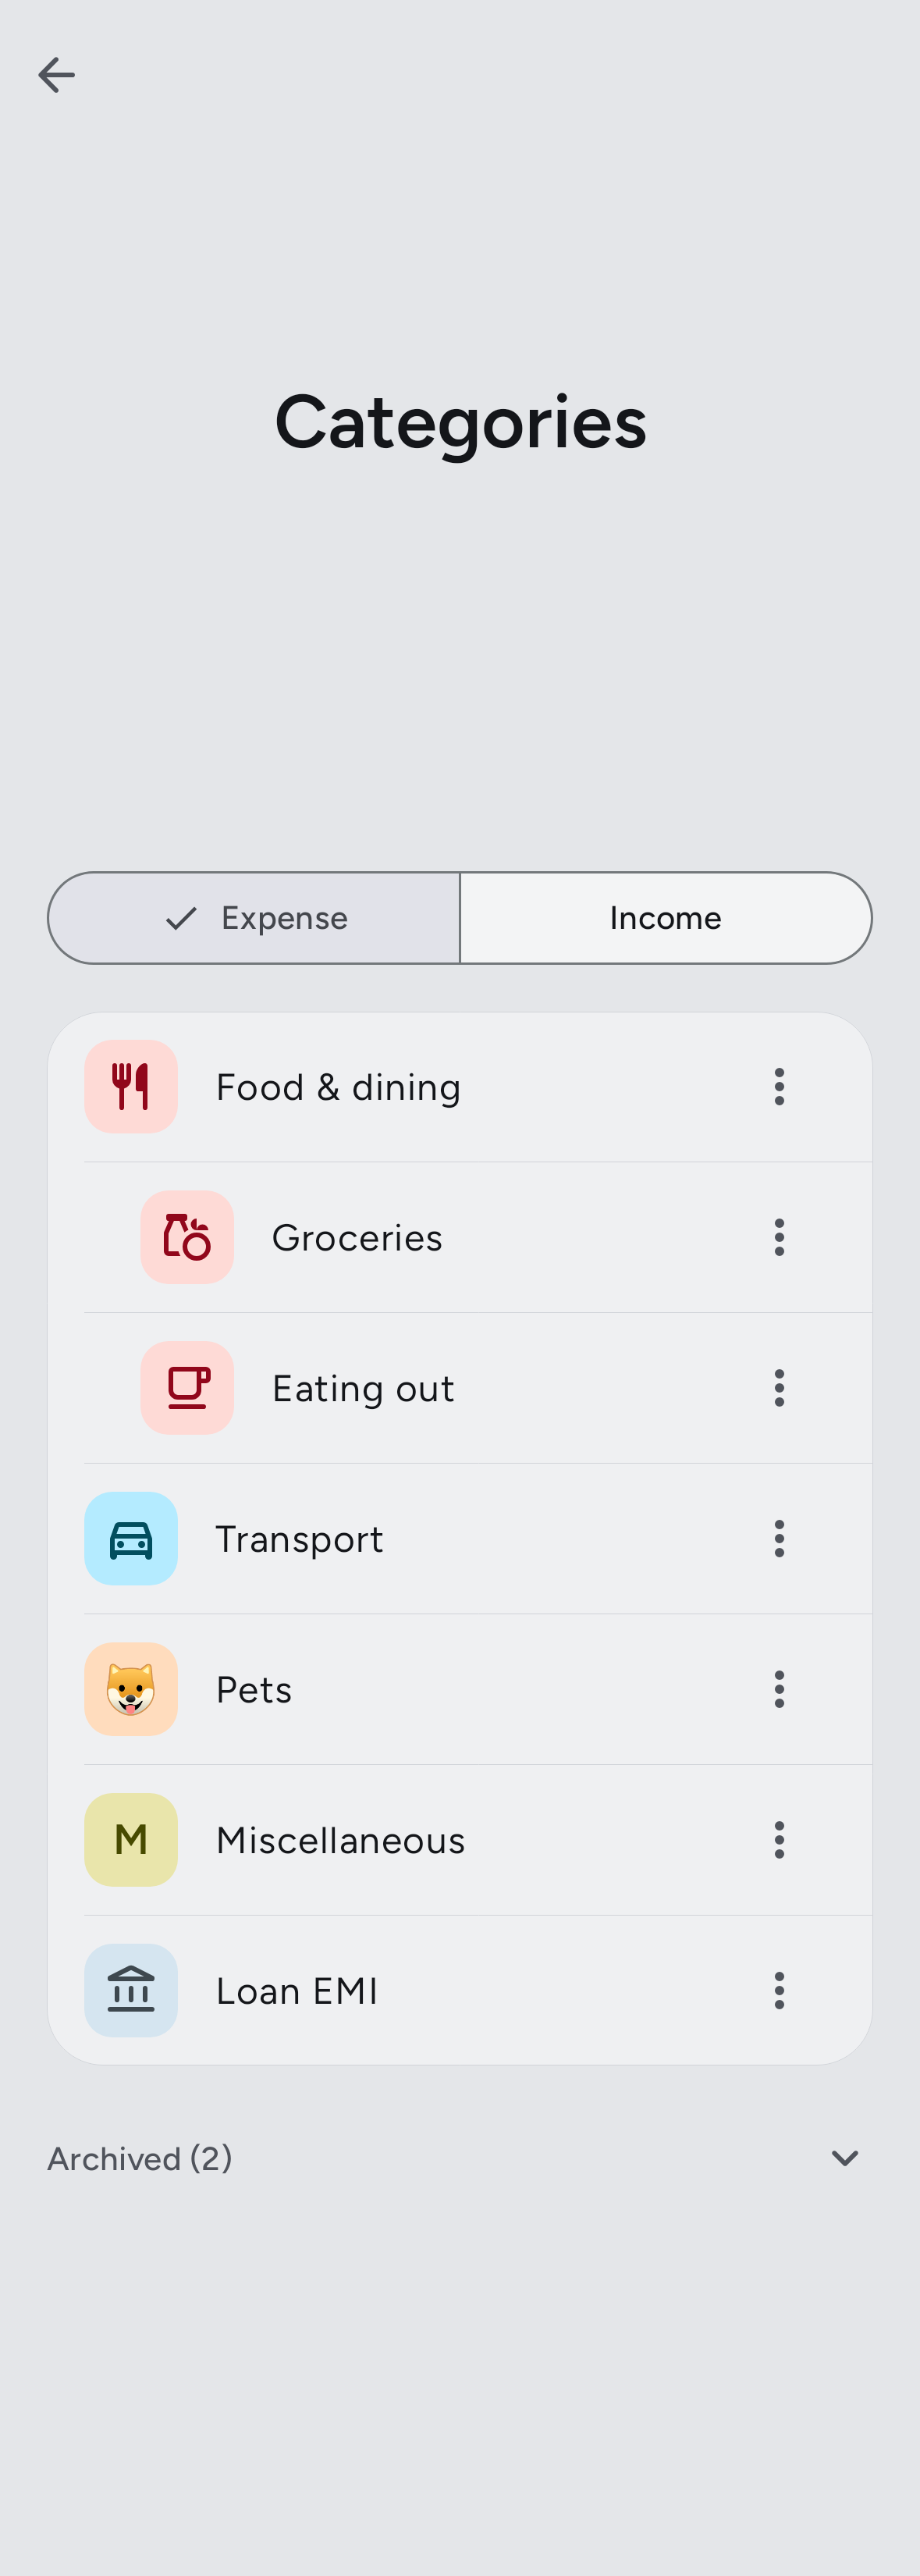 Categories
Expense
Income
Food & dining
Groceries
Eating out
Transport
Pets
M
Miscellaneous
Loan EMI
Archived (2)